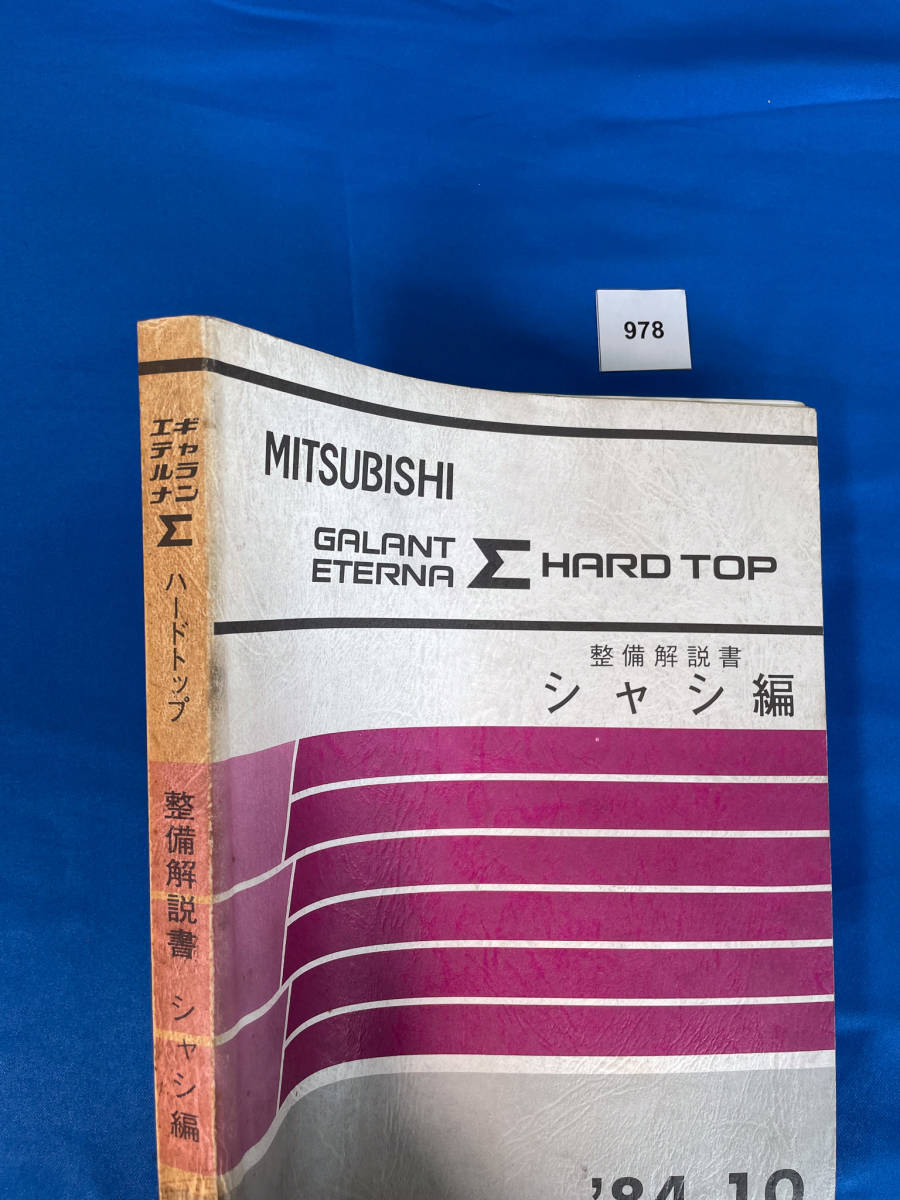 978
MITSUBISHI
GALANT
ETERNA Σ HARD TOP
整備解説書
シャシ編
'84 10
ギャラン
エテルナ
Σ ハードトップ 整備解説書 シャシ編